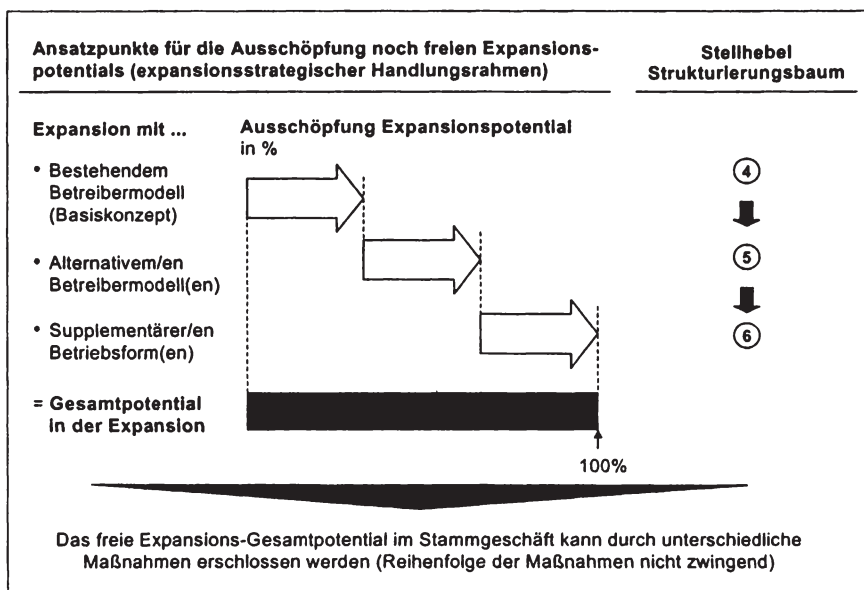 Ansatzpunkte für die Ausschöpfung noch freien Expansions-
potentials (expansionsstrategischer Handlungsrahmen)
Stellhebel
Strukturierungsbaum
Expansion mit ...
Ausschöpfung Expansionspotential
in %
• Bestehendem
Betreibermodell
(Basiskonzept)
4
• Alternativem/en
Betreibermodell(en)
5
• Supplementärer/en
Betriebsform(en)
6
= Gesamtpotential
in der Expansion
100%
Das freie Expansions-Gesamtpotential im Stammgeschäft kann durch unterschiedliche
Maßnahmen erschlossen werden (Reihenfolge der Maßnahmen nicht zwingend)